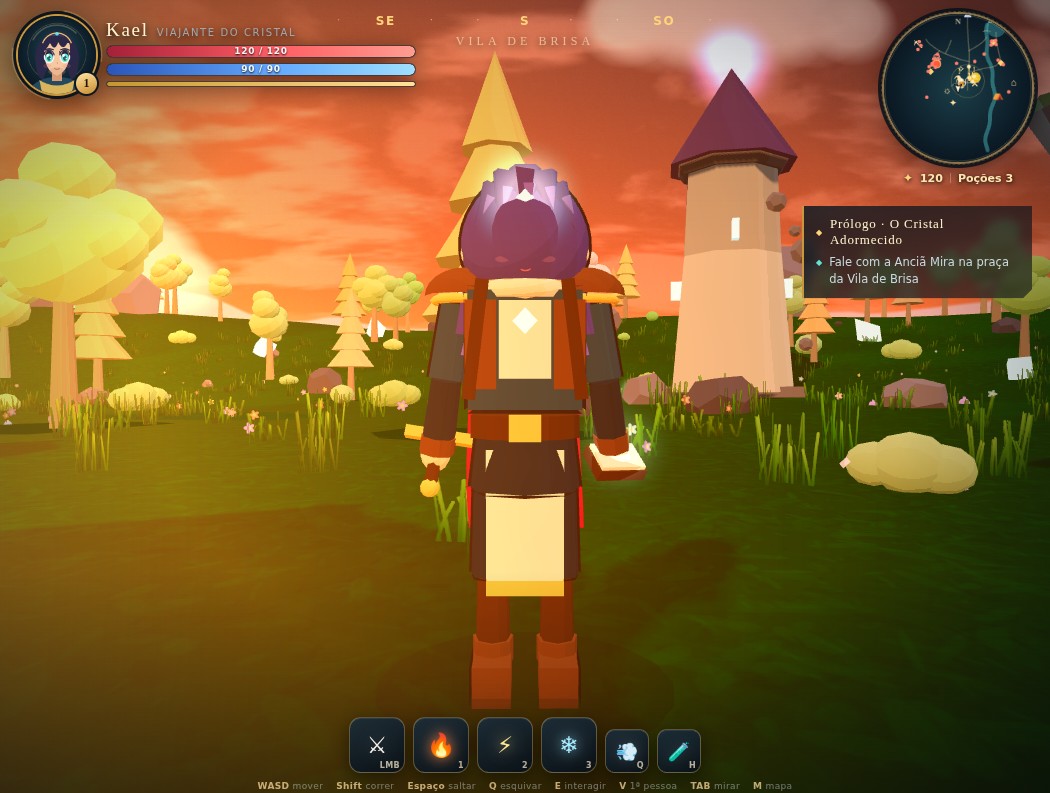 SE S SO
VILA DE BRISA
Kael VIAJANTE DO CRISTAL
120 / 120
90 / 90
1
N
✦ 120 | Poções 3
Prólogo · O Cristal
Adormecido
Fale com a Anciã Mira na praça
da Vila de Brisa
LMB 1 2 3 Q H
WASD mover Shift correr Espaço saltar Q esquivar E interagir V 1ª pessoa TAB mirar M mapa